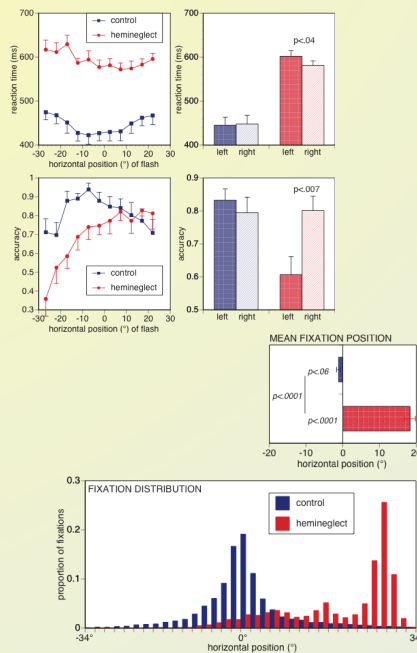 700
600
500
400
reaction time (ms)
control
hemineglect
-30 -20 -10 0 10 20 30
horizontal position (°) of flash
700
600
500
400
reaction time (ms)
p<.04
left right left right
1
0.9
0.8
0.7
0.6
0.5
0.4
0.3
accuracy
control
hemineglect
-30 -20 -10 0 10 20 30
horizontal position (°) of flash
0.9
0.8
0.7
0.6
0.5
accuracy
p<.007
left right left right
MEAN FIXATION POSITION
p<.06
p<.0001
p<.0001
-20 -10 0 10 20
horizontal position (°)
FIXATION DISTRIBUTION
0.3
0.2
0.1
0
proportion of fixations
control
hemineglect
-34° 0° 34
horizontal position (°)